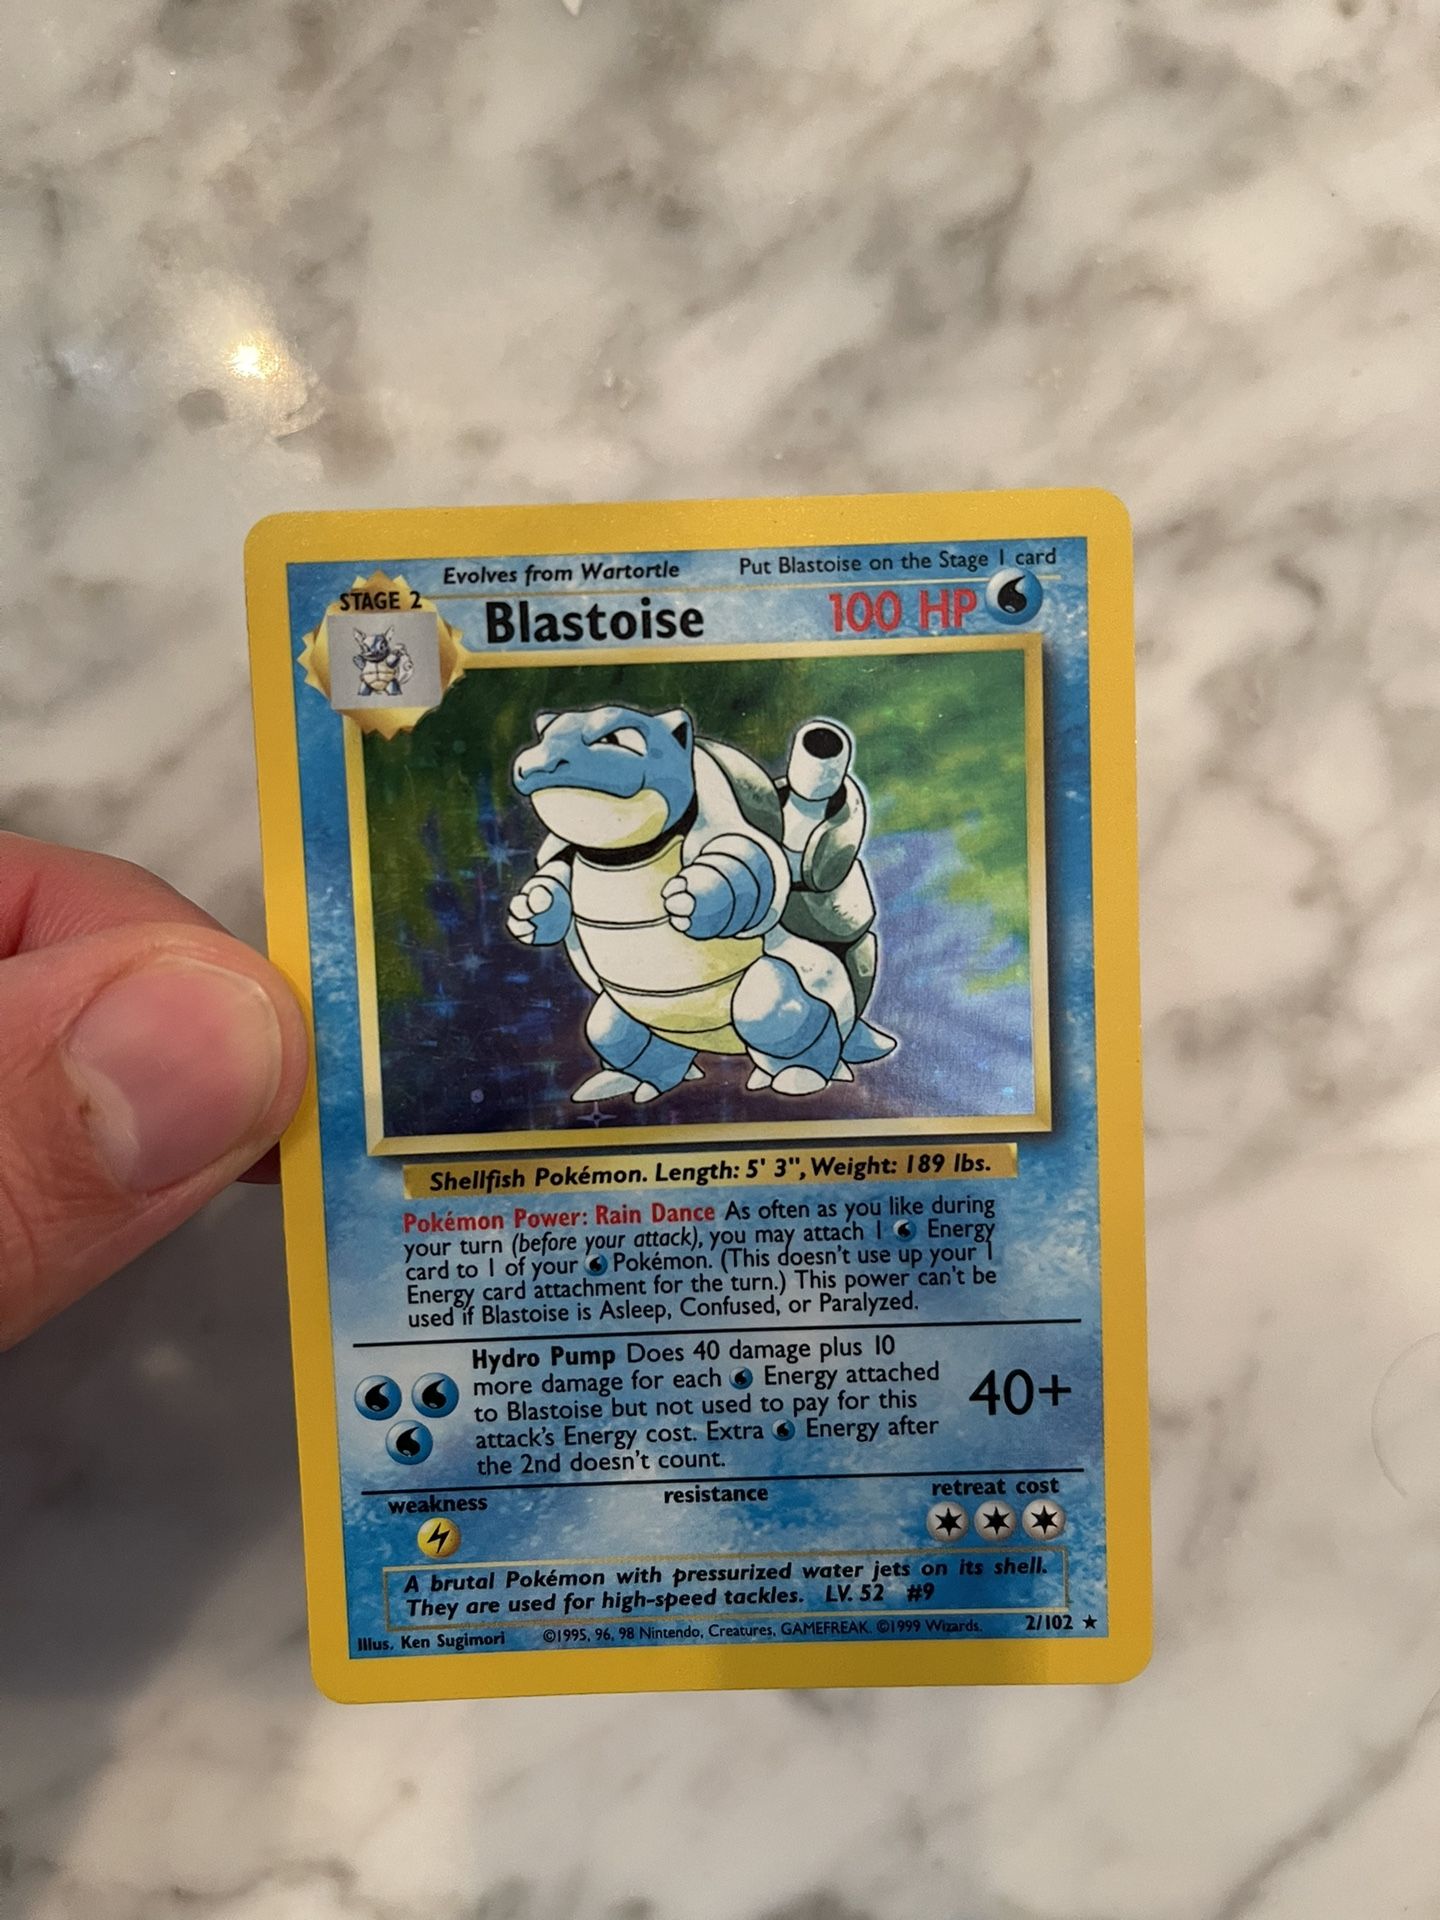 Evolves from Wartortle
Put Blastoise on the Stage 1 card
STAGE 2
Blastoise
100 HP
Shellfish Pokémon. Length: 5' 3", Weight: 189 lbs.
Pokémon Power: Rain Dance As often as you like during
your turn (before your attack), you may attach 1 Energy
card to 1 of your Pokémon. (This doesn't use up your 1
Energy card attachment for the turn.) This power can't be
used if Blastoise is Asleep, Confused, or Paralyzed.
Hydro Pump Does 40 damage plus 10
more damage for each Energy attached
to Blastoise but not used to pay for this
attack's Energy cost. Extra Energy after
the 2nd doesn't count.
40+
weakness
resistance
retreat cost
A brutal Pokémon with pressurized water jets on its shell.
They are used for high-speed tackles. LV. 52 #9
Illus. Ken Sugimori
©1995, 96, 98 Nintendo, Creatures, GAMEFREAK. ©1999 Wizards.
2/102 ★